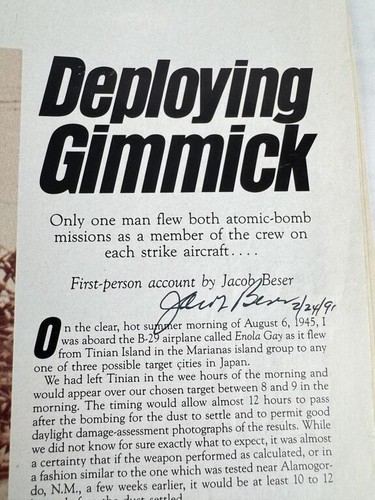 Deploying
Gimmick
Only one man flew both atomic-bomb
missions as a member of the crew on
each strike aircraft....
First-person account by Jacob Beser
Jacob Beser 2/24/91
On the clear, hot summer morning of August 6, 1945, I
was aboard the B-29 airplane called Enola Gay as it flew
from Tinian Island in the Marianas island group to any
one of three possible target cities in Japan.
We had left Tinian in the wee hours of the morning and
would appear over our chosen target between 8 and 9 in the
morning. The timing would allow almost 12 hours to pass
after the bombing for the dust to settle and to permit good
daylight damage-assessment photographs of the results. While
we did not know for sure exactly what to expect, it was almost
a certainty that if the weapon performed as calculated, or in
a fashion similar to the one which was tested near Alamogor-
do, N.M., a few weeks earlier, it would be at least 10 to 12
the dust settled